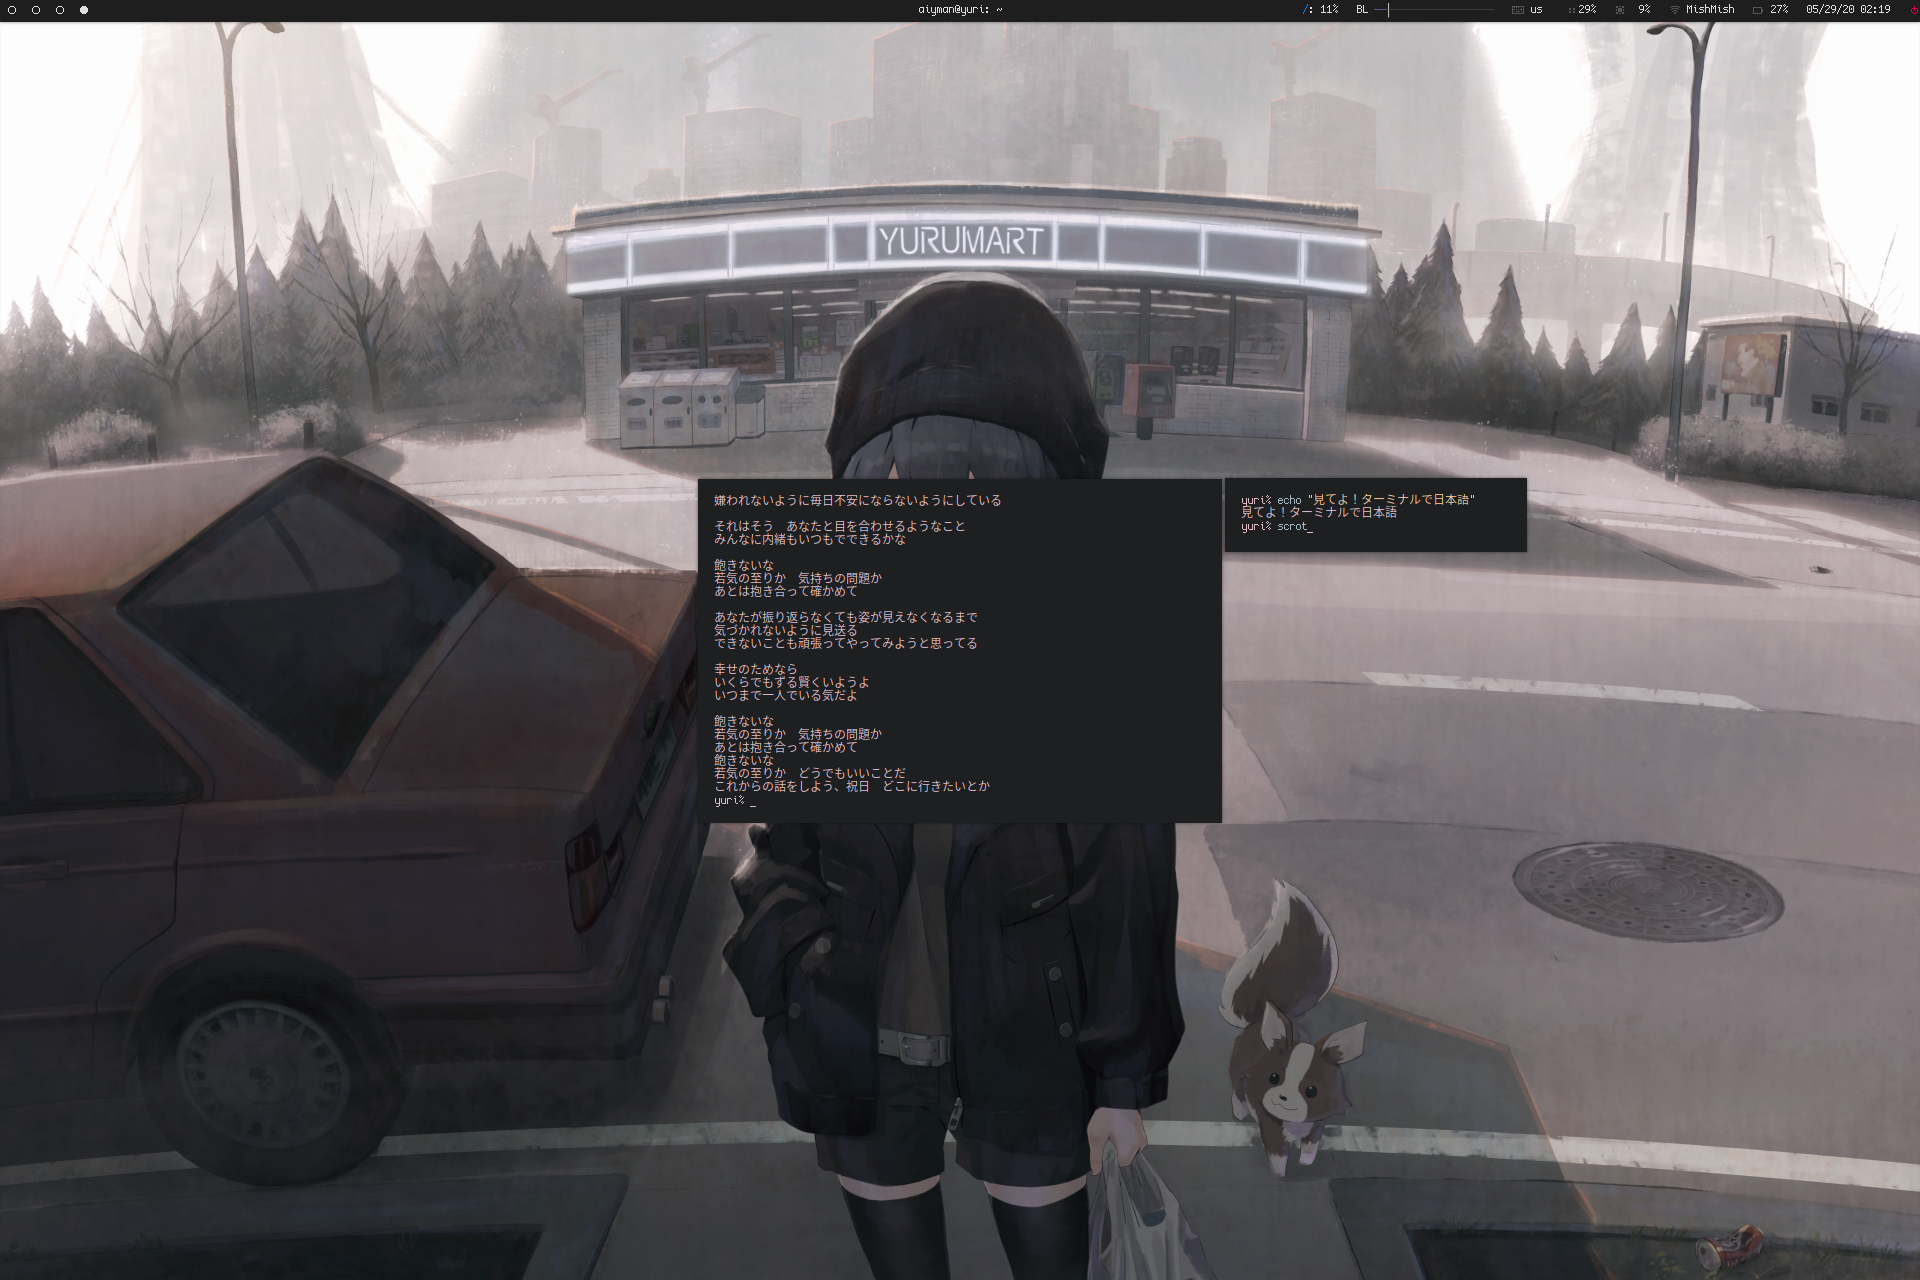 aiyman@yuri: ~
/: 11%
BL
us
29%
9%
MishMish
27%
05/29/20 02:19
YURUMART
嫌われないように毎日不安にならないようにしている
それはそう　あなたと目を合わせるようなこと
みんなに内緒もいつもでできるかな
飽きないな
若気の至りか　気持ちの問題か
あとは抱き合って確かめて
あなたが振り返らなくても姿が見えなくなるまで
気づかれないように見送る
できないことも頑張ってやってみようと思ってる
幸せのためなら
いくらでもずる賢くいようよ
いつまで一人でいる気だよ
飽きないな
若気の至りか　気持ちの問題か
あとは抱き合って確かめて
飽きないな
若気の至りか　どうでもいいことだ
これからの話をしよう、祝日　どこに行きたいとか
yuri% _
yuri% echo "見てよ！ターミナルで日本語"
見てよ！ターミナルで日本語
yuri% scrot_